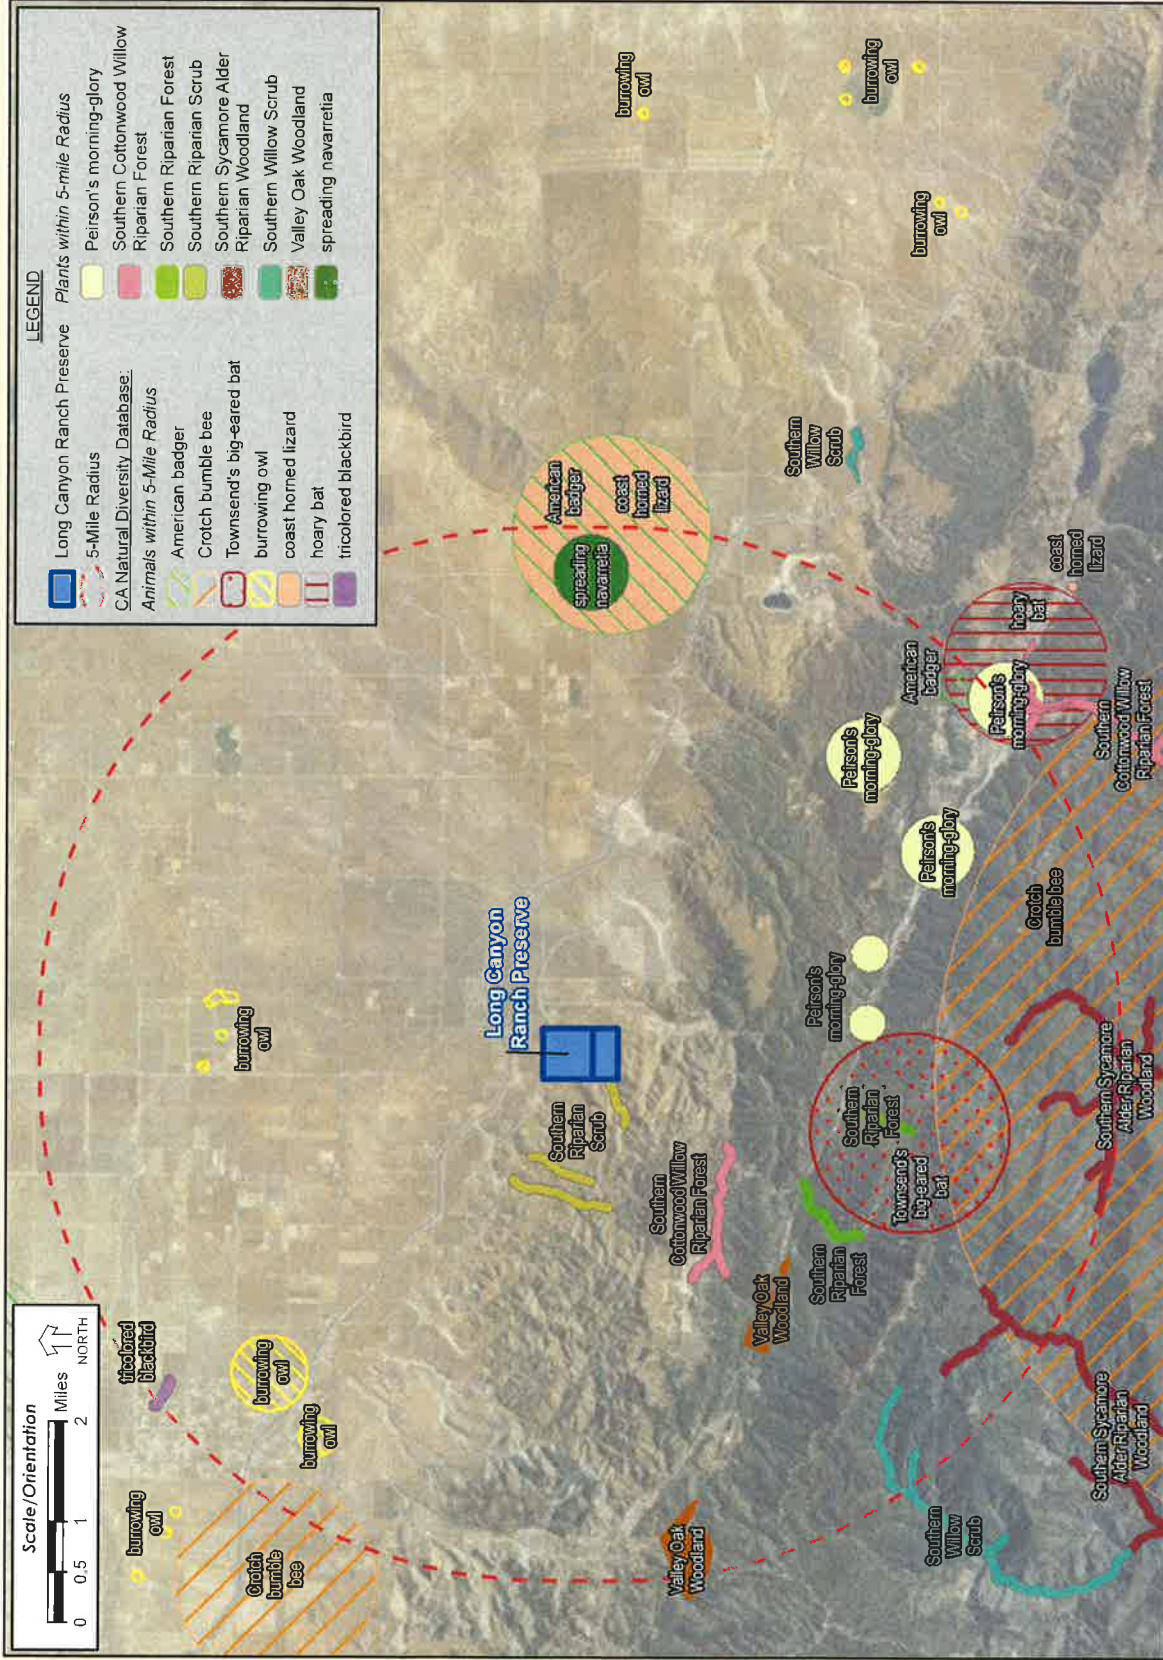 LEGEND
Long Canyon Ranch Preserve
5-Mile Radius
CA Natural Diversity Database:
Animals within 5-Mile Radius
American badger
Crotch bumble bee
Townsend's big-eared bat
burrowing owl
coast horned lizard
hoary bat
tricolored blackbird
Plants within 5-mile Radius
Peirson's morning-glory
Southern Cottonwood Willow
Riparian Forest
Southern Riparian Forest
Southern Riparian Scrub
Southern Sycamore Alder
Riparian Woodland
Southern Willow Scrub
Valley Oak Woodland
spreading navarretia
Scale/Orientation
0 0.5 1 2
Miles
NORTH
burrowing
owl
tricolored
blackbird
burrowing
owl
burrowing
owl
Crotch
bumble
bee
burrowing
owl
Long Canyon
Ranch Preserve
Southern
Riparian
Scrub
American
badger
coast
horned
lizard
spreading
navarretia
burrowing
owl
burrowing
owl
burrowing
owl
Southern
Cottonwood Willow
Riparian Forest
Valley Oak
Woodland
Valley Oak
Woodland
Southern
Riparian
Forest
Southern
Riparian
Forest
Townsend's
big-eared
bat
Peirson's
morning-glory
Peirson's
morning-glory
Peirson's
morning-glory
Peirson's
morning-glory
American
badger
hoary
bat
coast
horned
lizard
Southern
Willow
Scrub
Southern
Cottonwood Willow
Riparian Forest
Crotch
bumble bee
Southern Sycamore
Alder Riparian
Woodland
Southern Sycamore
Alder Riparian
Woodland
Southern
Willow
Scrub